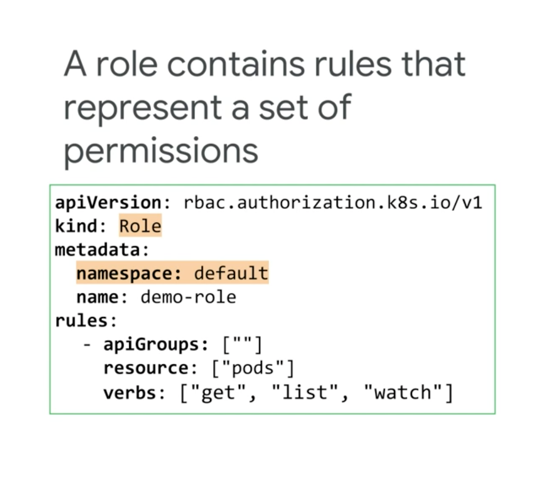 A role contains rules that
represent a set of
permissions
apiVersion: rbac.authorization.k8s.io/v1
kind: Role
metadata:
  namespace: default
  name: demo-role
rules:
  - apiGroups: [""]
    resource: ["pods"]
    verbs: ["get", "list", "watch"]